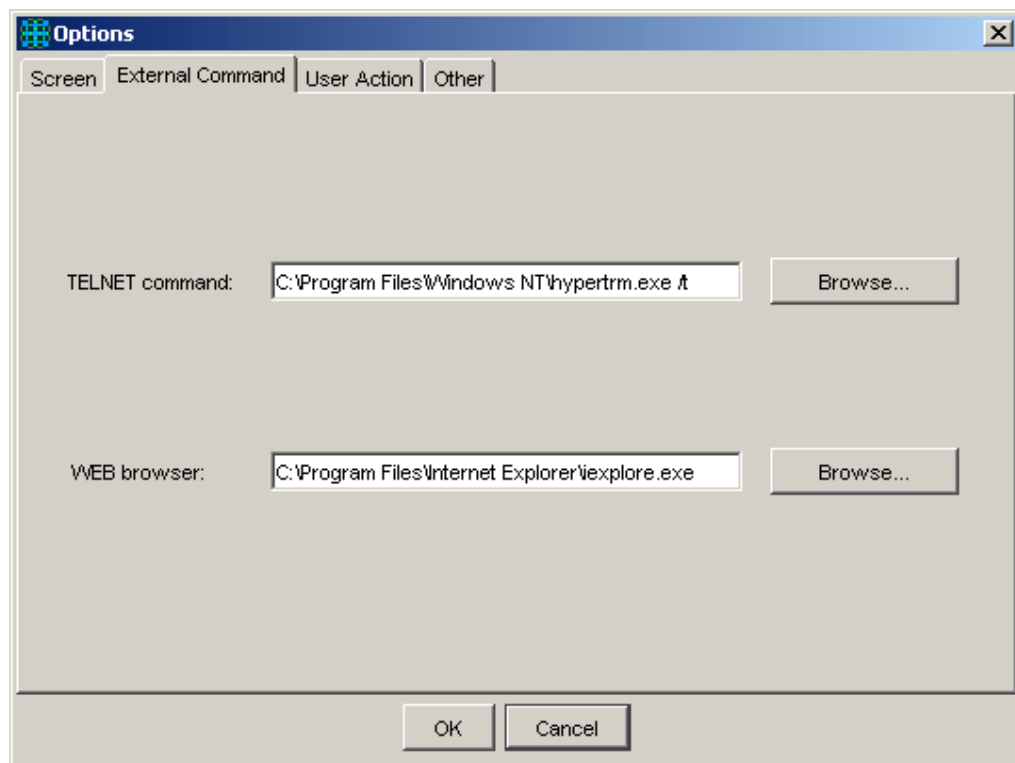 Options
Screen External Command User Action Other
TELNET command: C:\Program Files\Windows NT\hypertrm.exe /t Browse...
WEB browser: C:\Program Files\Internet Explorer\iexplore.exe Browse...
OK Cancel